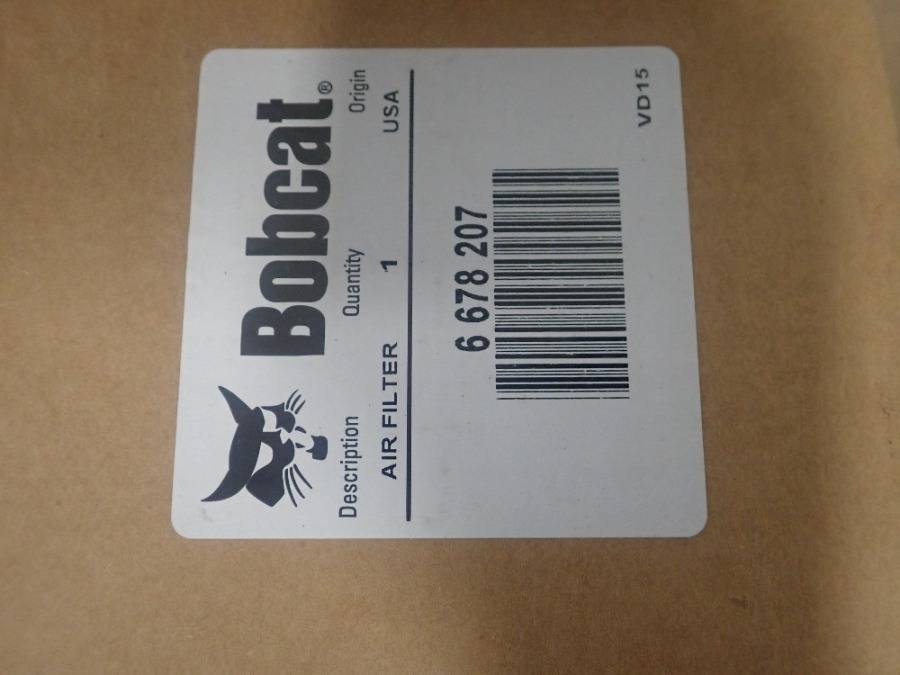 Bobcat®
Description Quantity Origin
AIR FILTER 1 USA
6 678 207
VD15